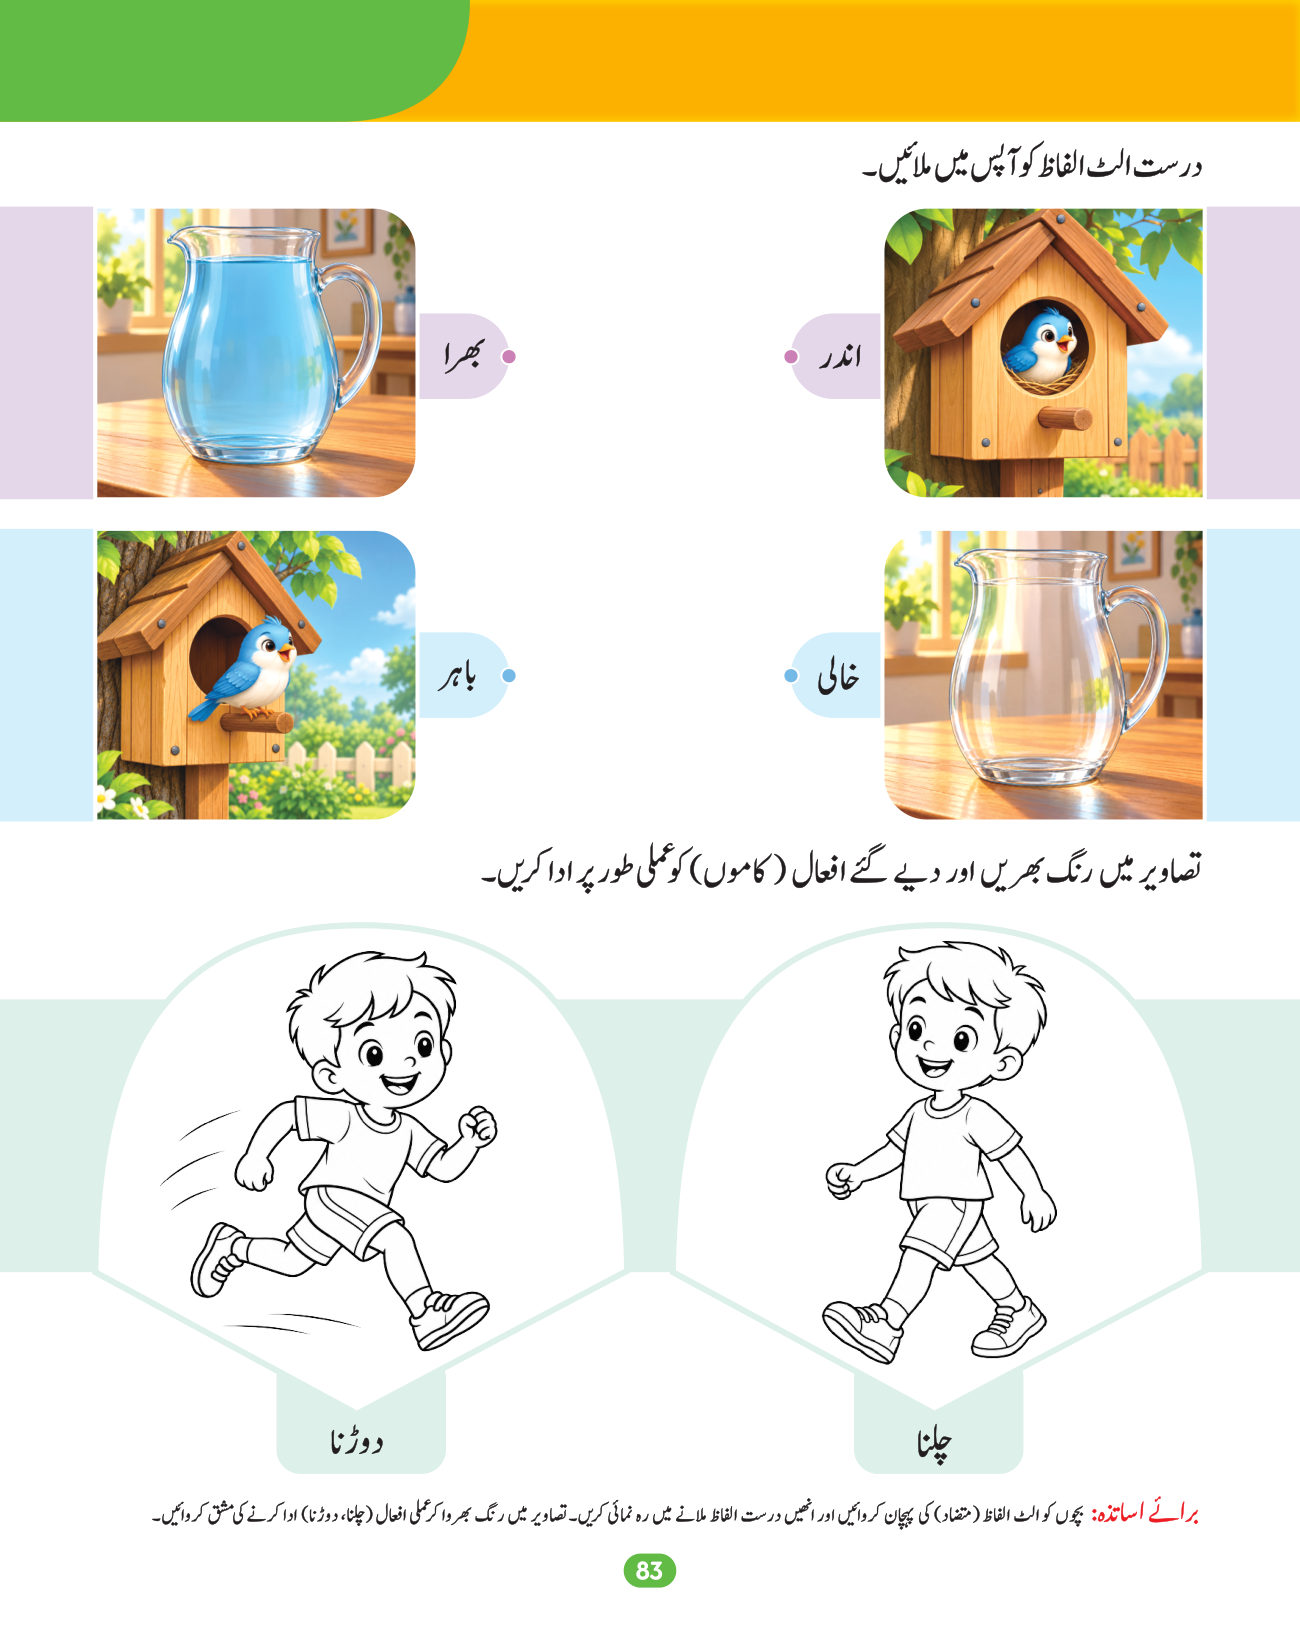 درست الٹ الفاظ کو آپس میں ملائیں۔
اندر
بھرا
خالی
باہر
تصاویر میں رنگ بھریں اور دیے گئے افعال (کاموں) کو عملی طور پر ادا کریں۔
چلنا
دوڑنا
برائے اساتذہ: بچوں کو الٹ الفاظ (متضاد) کی پہچان کروائیں اور انھیں درست الفاظ ملانے میں رہ نمائی کریں۔ تصاویر میں رنگ بھروا کر عملی افعال (چلنا، دوڑنا) ادا کرنے کی مشق کروائیں۔
83